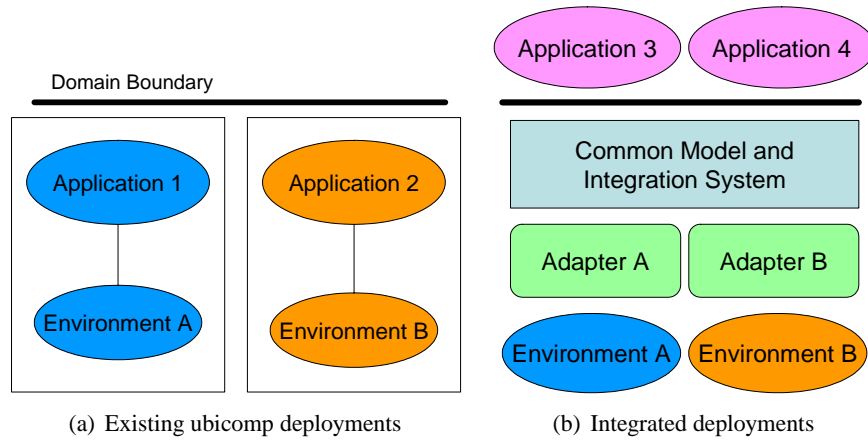 Domain Boundary
Application 1
Environment A
Application 2
Environment B
(a) Existing ubicomp deployments
Application 3
Application 4
Common Model and
Integration System
Adapter A
Adapter B
Environment A
Environment B
(b) Integrated deployments